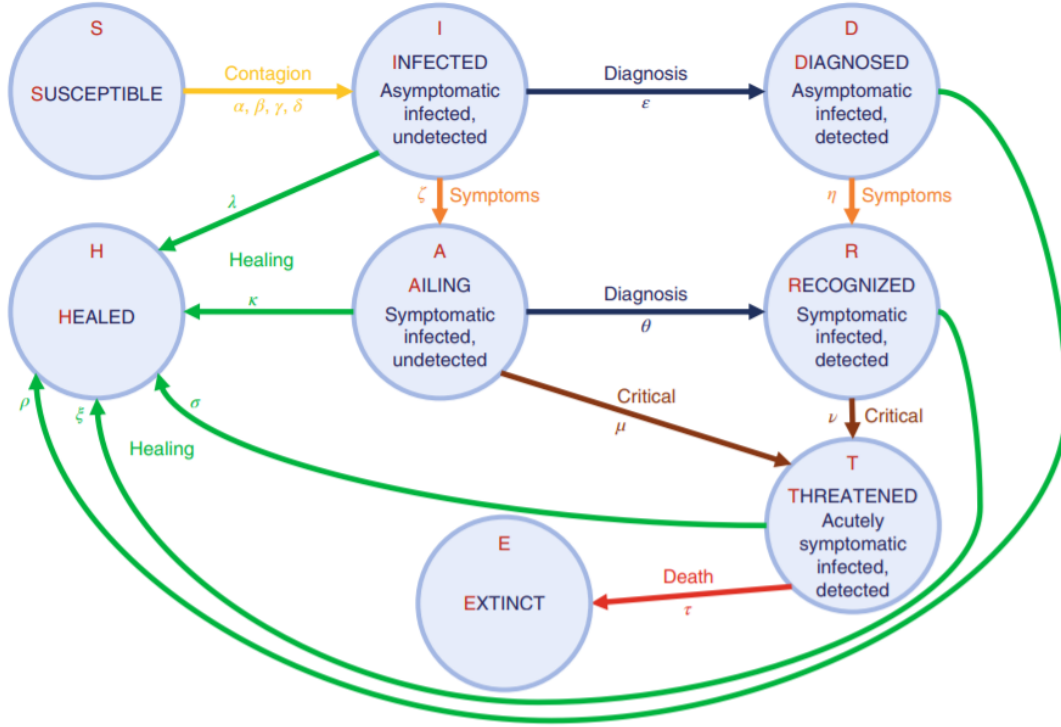 S
SUSCEPTIBLE
Contagion
α, β, γ, δ
I
INFECTED
Asymptomatic
infected,
undetected
Diagnosis
ε
D
DIAGNOSED
Asymptomatic
infected,
detected
λ
ζ
Symptoms
η
Symptoms
H
HEALED
Healing
κ
A
AILING
Symptomatic
infected,
undetected
Diagnosis
θ
R
RECOGNIZED
Symptomatic
infected,
detected
ρ
ξ
σ
Healing
Critical
μ
ν
Critical
T
THREATENED
Acutely
symptomatic
infected,
detected
E
EXTINCT
Death
τ